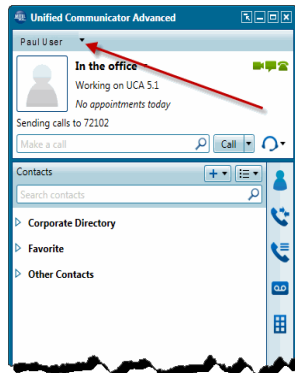 Unified Communicator Advanced
Paul User
In the office
Working on UCA 5.1
No appointments today
Sending calls to 72102
Make a call
Call
Contacts
Search contacts
Corporate Directory
Favorite
Other Contacts